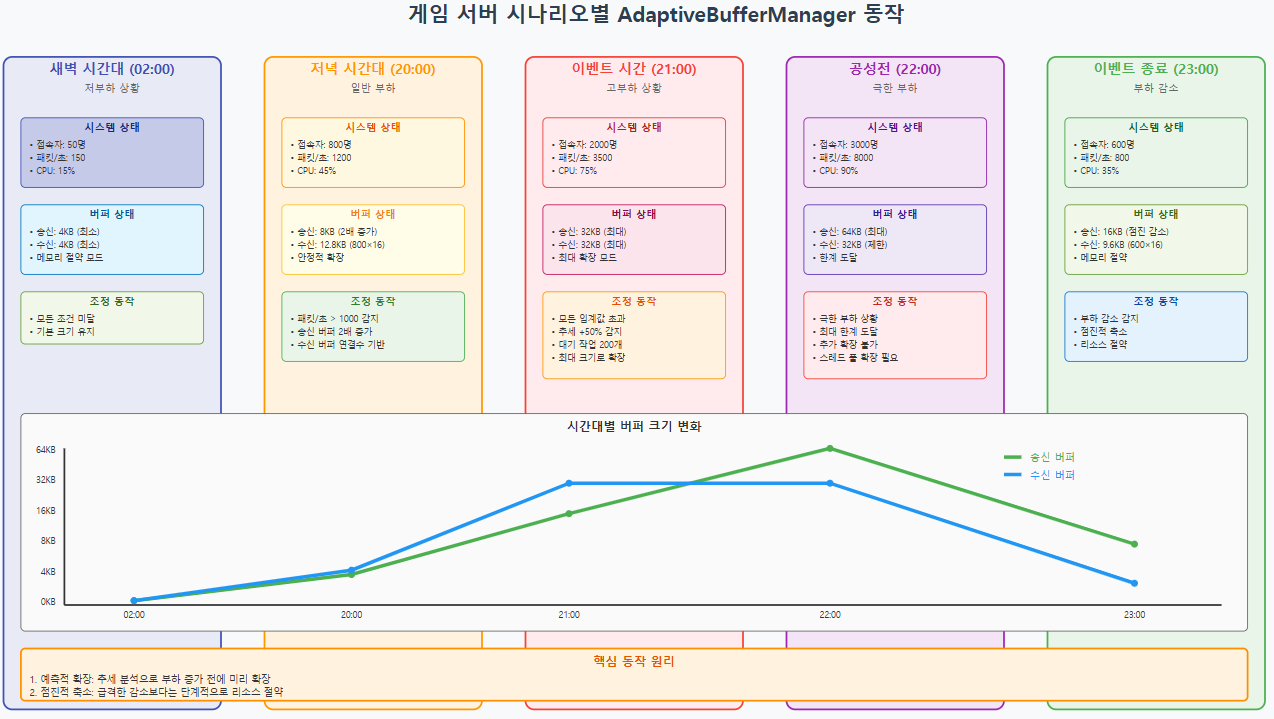 게임 서버 시나리오별 AdaptiveBufferManager 동작
새벽 시간대 (02:00)
저부하 상황
시스템 상태
• 접속자: 50명
• 패킷/초: 150
• CPU: 15%
버퍼 상태
• 송신: 4KB (최소)
• 수신: 4KB (최소)
• 메모리 절약 모드
조정 동작
• 모든 조건 미달
• 기본 크기 유지
저녁 시간대 (20:00)
일반 부하
시스템 상태
• 접속자: 800명
• 패킷/초: 1200
• CPU: 45%
버퍼 상태
• 송신: 8KB (2배 증가)
• 수신: 12.8KB (800×16)
• 안정적 확장
조정 동작
• 패킷/초 > 1000 감지
• 송신 버퍼 2배 증가
• 수신 버퍼 연결수 기반
이벤트 시간 (21:00)
고부하 상황
시스템 상태
• 접속자: 2000명
• 패킷/초: 3500
• CPU: 75%
버퍼 상태
• 송신: 32KB (최대)
• 수신: 32KB (최대)
• 최대 확장 모드
조정 동작
• 모든 임계값 초과
• 추세 +50% 감지
• 대기 작업 200개
• 최대 크기로 확장
공성전 (22:00)
극한 부하
시스템 상태
• 접속자: 3000명
• 패킷/초: 8000
• CPU: 90%
버퍼 상태
• 송신: 64KB (최대)
• 수신: 32KB (제한)
• 한계 도달
조정 동작
• 극한 부하 상황
• 최대 한계 도달
• 추가 확장 불가
• 스레드 풀 확장 필요
이벤트 종료 (23:00)
부하 감소
시스템 상태
• 접속자: 600명
• 패킷/초: 800
• CPU: 35%
버퍼 상태
• 송신: 16KB (점진 감소)
• 수신: 9.6KB (600×16)
• 메모리 절약
조정 동작
• 부하 감소 감지
• 점진적 축소
• 리소스 절약
시간대별 버퍼 크기 변화
64KB
32KB
16KB
8KB
4KB
0KB
02:00
20:00
21:00
22:00
23:00
송신 버퍼
수신 버퍼
핵심 동작 원리
1. 예측적 확장: 추세 분석으로 부하 증가 전에 미리 확장
2. 점진적 축소: 급격한 감소보다는 단계적으로 리소스 절약